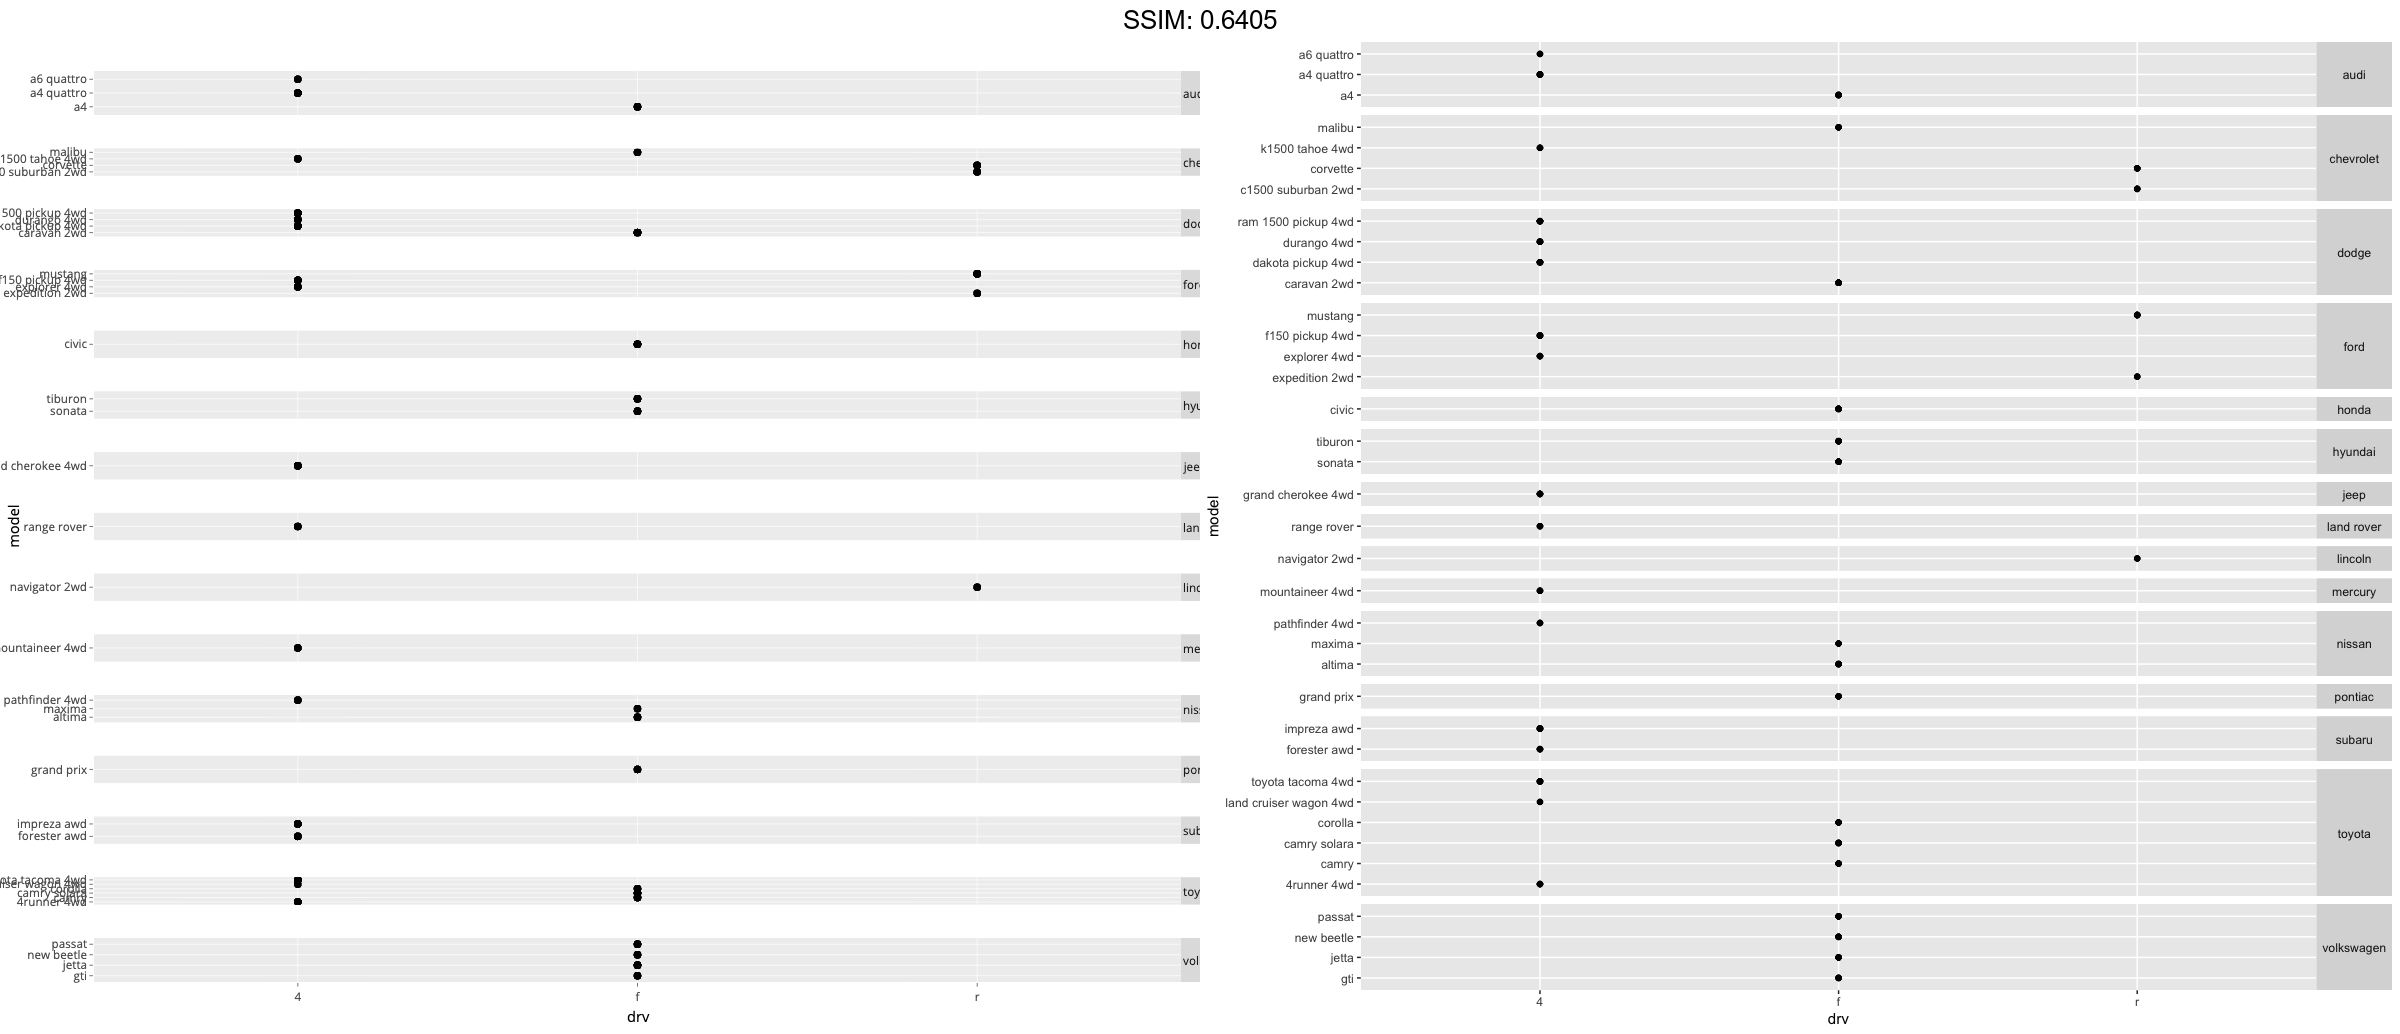 SSIM: 0.6405
a6 quattro
a4 quattro
a4
auc
malibu
1500 tahoe 4wd
corvette
0 suburban 2wd
che
500 pickup 4wd
durango 4wd
kota pickup 4wd
caravan 2wd
doc
mustang
f150 pickup 4wd
explorer 4wd
expedition 2wd
for
civic
hor
tiburon
sonata
hyu
d cherokee 4wd
jee
range rover
lan
navigator 2wd
linc
ountaineer 4wd
me
pathfinder 4wd
maxima
altima
nis
grand prix
por
impreza awd
forester awd
sub
ota tacoma 4wd
iser wagon 4wd
corolla
camry solara
camry
4runner 4wd
toy
passat
new beetle
jetta
gti
vol
model
4 f r
drv
a6 quattro
a4 quattro
a4
audi
malibu
k1500 tahoe 4wd
corvette
c1500 suburban 2wd
chevrolet
ram 1500 pickup 4wd
durango 4wd
dakota pickup 4wd
caravan 2wd
dodge
mustang
f150 pickup 4wd
explorer 4wd
expedition 2wd
ford
civic
honda
tiburon
sonata
hyundai
grand cherokee 4wd
jeep
range rover
land rover
navigator 2wd
lincoln
mountaineer 4wd
mercury
pathfinder 4wd
maxima
altima
nissan
grand prix
pontiac
impreza awd
forester awd
subaru
toyota tacoma 4wd
land cruiser wagon 4wd
corolla
camry solara
camry
4runner 4wd
toyota
passat
new beetle
jetta
gti
volkswagen
model
4 f r
drv